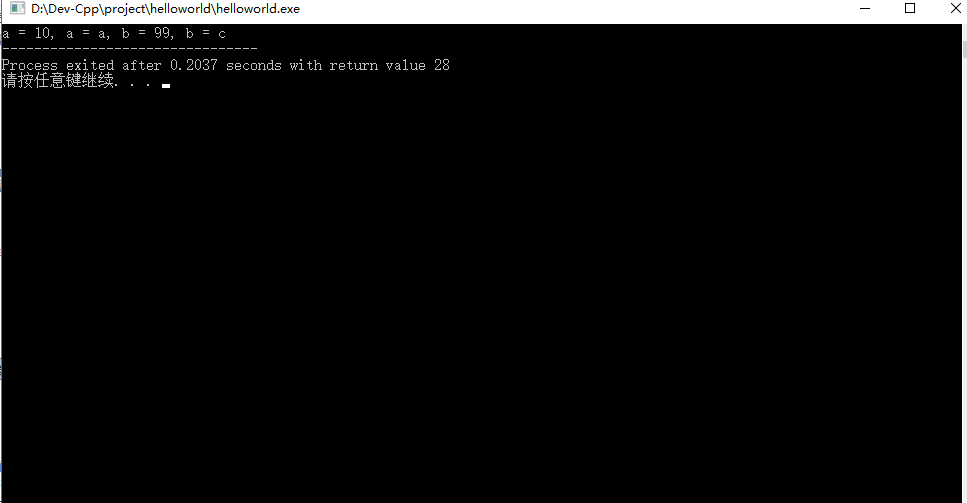 D:\Dev-Cpp\project\helloworld\helloworld.exe
a = 10, a = a, b = 99, b = c
--------------------------------
Process exited after 0.2037 seconds with return value 28
请按任意键继续. . .